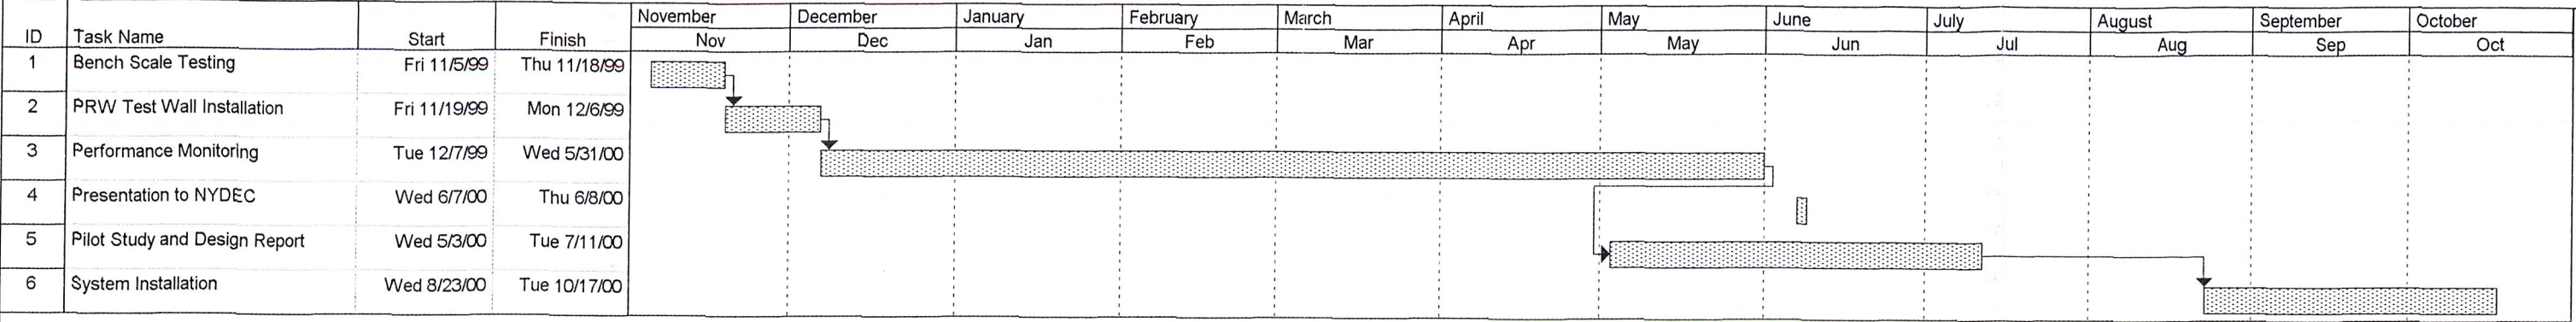 November December January February March April May June July August September October
ID Task Name Start Finish Nov Dec Jan Feb Mar Apr May Jun Jul Aug Sep Oct
1 Bench Scale Testing Fri 11/5/99 Thu 11/18/99
2 PRW Test Wall Installation Fri 11/19/99 Mon 12/6/99
3 Performance Monitoring Tue 12/7/99 Wed 5/31/00
4 Presentation to NYDEC Wed 6/7/00 Thu 6/8/00
5 Pilot Study and Design Report Wed 5/3/00 Tue 7/11/00
6 System Installation Wed 8/23/00 Tue 10/17/00